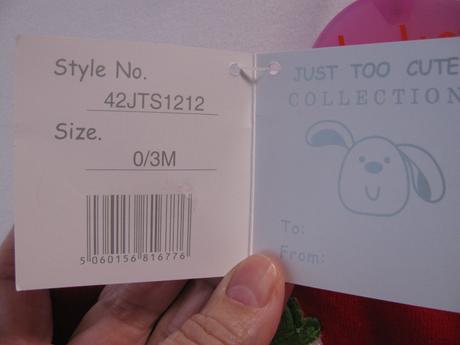 Style No.
42JTS1212
Size.
0/3M
5 060156 816776
JUST TOO CUTE
COLLECTION
To:
From: